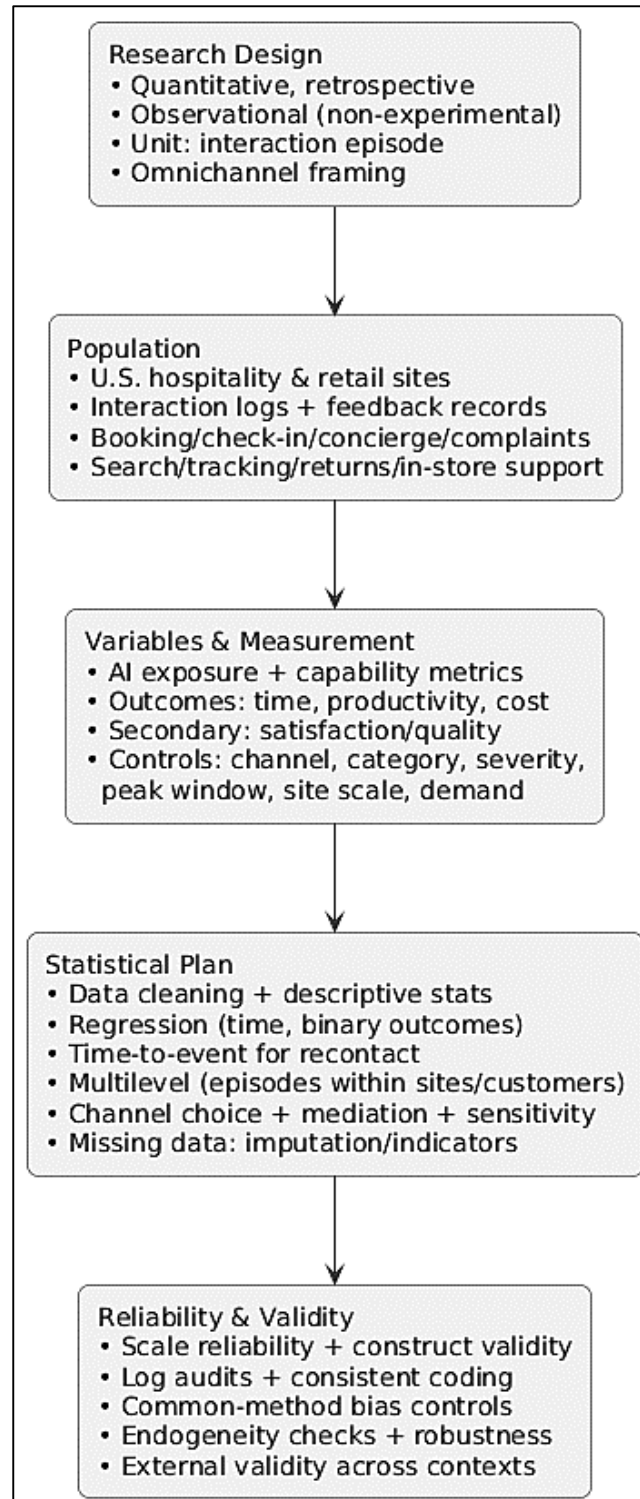 Research Design
• Quantitative, retrospective
• Observational (non-experimental)
• Unit: interaction episode
• Omnichannel framing
Population
• U.S. hospitality & retail sites
• Interaction logs + feedback records
• Booking/check-in/concierge/complaints
• Search/tracking/returns/in-store support
Variables & Measurement
• AI exposure + capability metrics
• Outcomes: time, productivity, cost
• Secondary: satisfaction/quality
• Controls: channel, category, severity,
peak window, site scale, demand
Statistical Plan
• Data cleaning + descriptive stats
• Regression (time, binary outcomes)
• Time-to-event for recontact
• Multilevel (episodes within sites/customers)
• Channel choice + mediation + sensitivity
• Missing data: imputation/indicators
Reliability & Validity
• Scale reliability + construct validity
• Log audits + consistent coding
• Common-method bias controls
• Endogeneity checks + robustness
• External validity across contexts